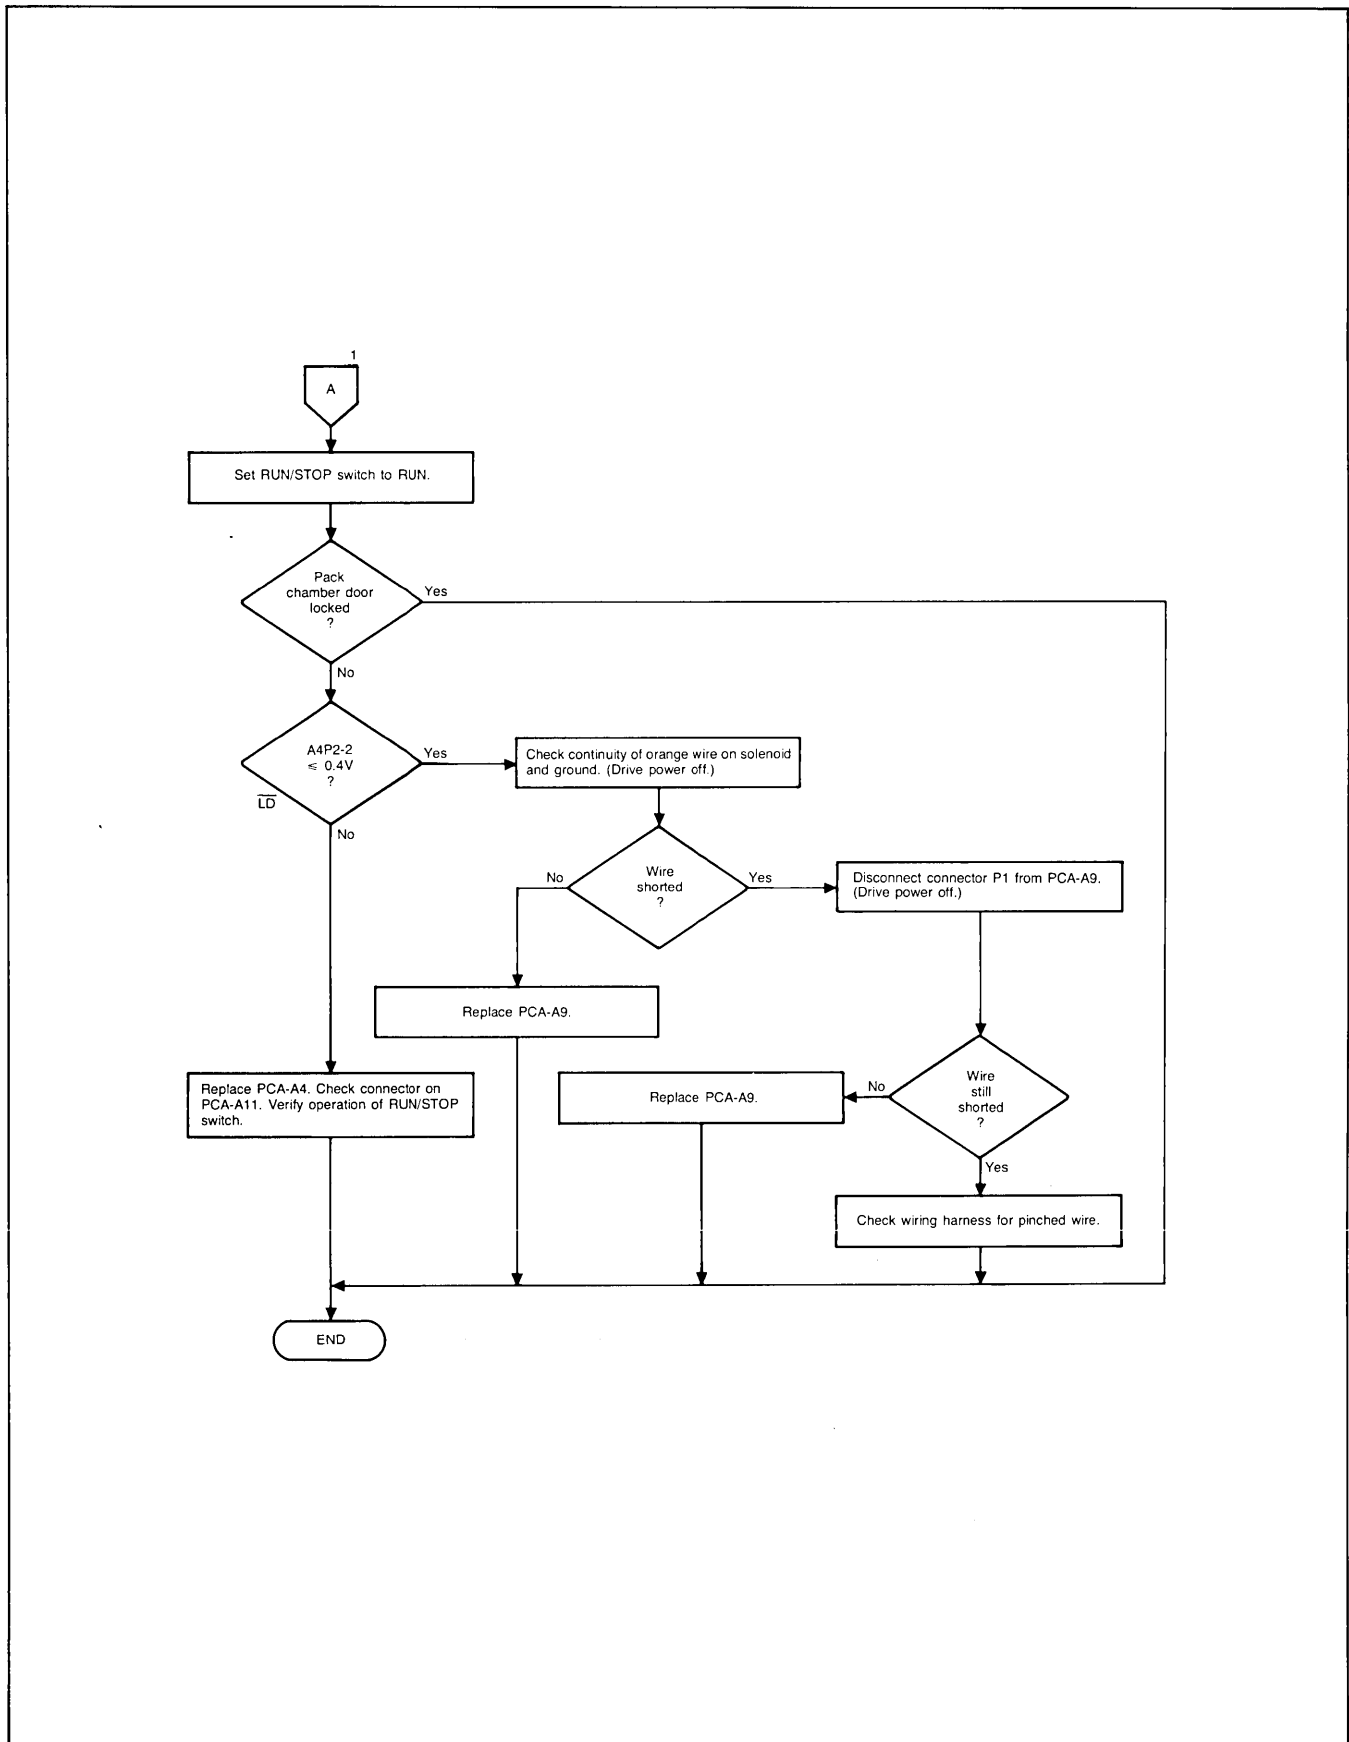 1
A
Set RUN/STOP switch to RUN.
Pack
chamber door
locked
?
Yes
No
A4P2-2
≤ 0.4V
?
L̅D̅
Yes
No
Check continuity of orange wire on solenoid
and ground. (Drive power off.)
Wire
shorted
?
No
Yes
Disconnect connector P1 from PCA-A9.
(Drive power off.)
Replace PCA-A9.
Wire
still
shorted
?
No
Yes
Replace PCA-A9.
Replace PCA-A4. Check connector on
PCA-A11. Verify operation of RUN/STOP
switch.
Check wiring harness for pinched wire.
END